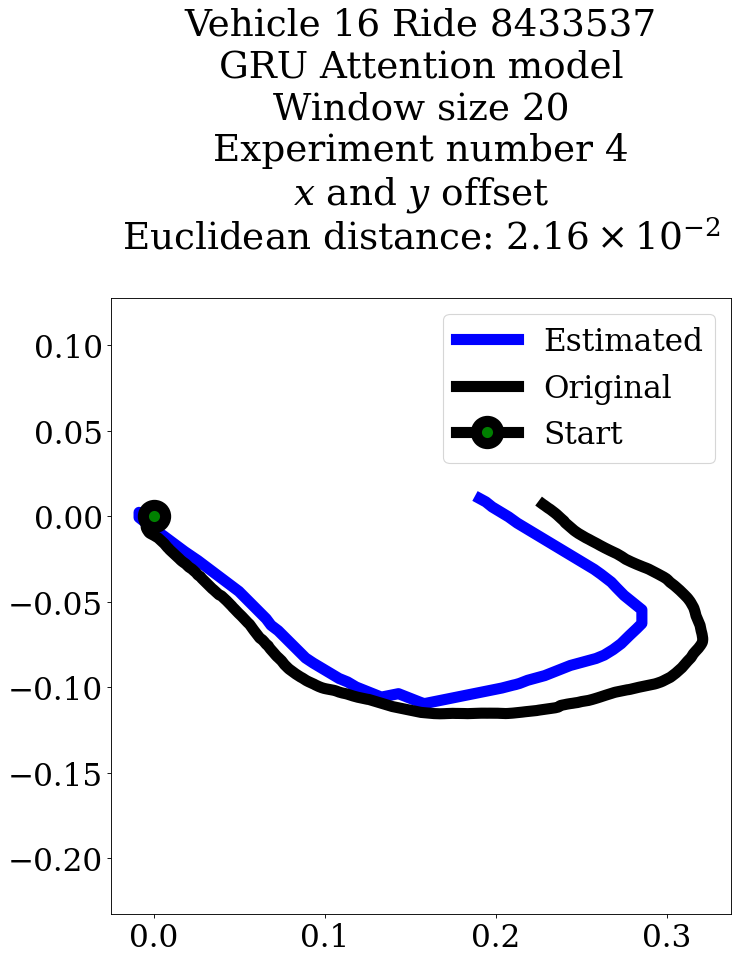 Vehicle 16 Ride 8433537
GRU Attention model
Window size 20
Experiment number 4
x and y offset
Euclidean distance: 2.16 × 10⁻²
Estimated
Original
Start
0.10
0.05
0.00
−0.05
−0.10
−0.15
−0.20
0.0 0.1 0.2 0.3